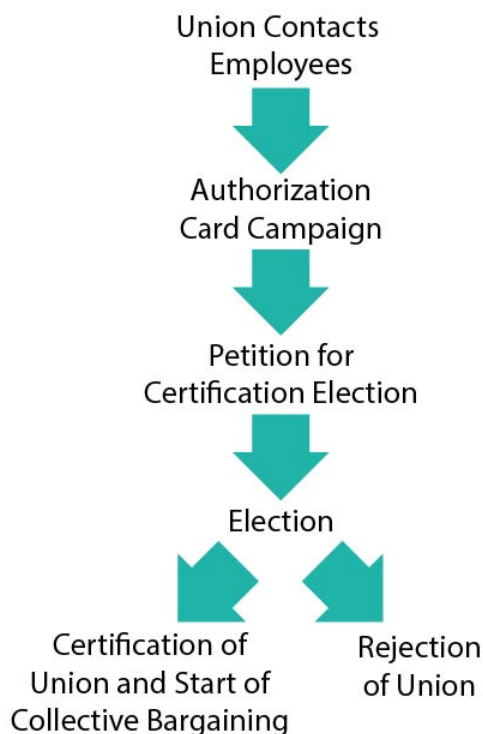 Union Contacts
Employees
Authorization
Card Campaign
Petition for
Certification Election
Election
Certification of
Union and Start of
Collective Bargaining
Rejection
of Union